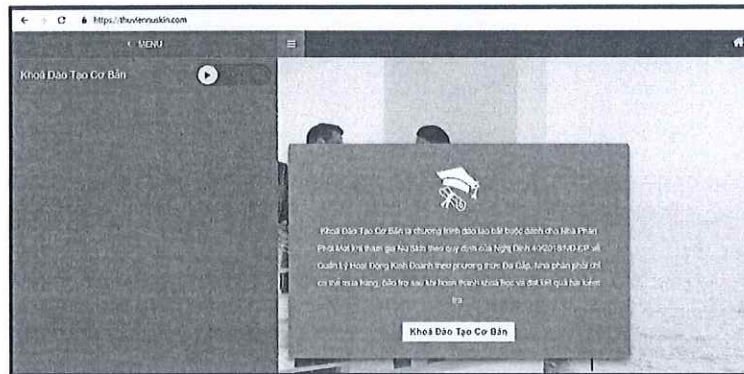 https://thuviennuskin.com
MENU
Khoá Đào Tạo Cơ Bản
Khoá Đào Tạo Cơ Bản là chương trình đào tạo bắt buộc dành cho Nhà Phân
Phối Mới khi tham gia Nu Skin theo quy định của Nghị Định 40/2018/NĐ-CP về
Quản lý Hoạt Động Kinh Doanh theo phương thức Đa Cấp. Nhà phân phối chỉ
có thể mua hàng, bảo trợ sau khi hoàn thành khoá học và đạt kết quả bài kiểm
tra
Khoá Đào Tạo Cơ Bản